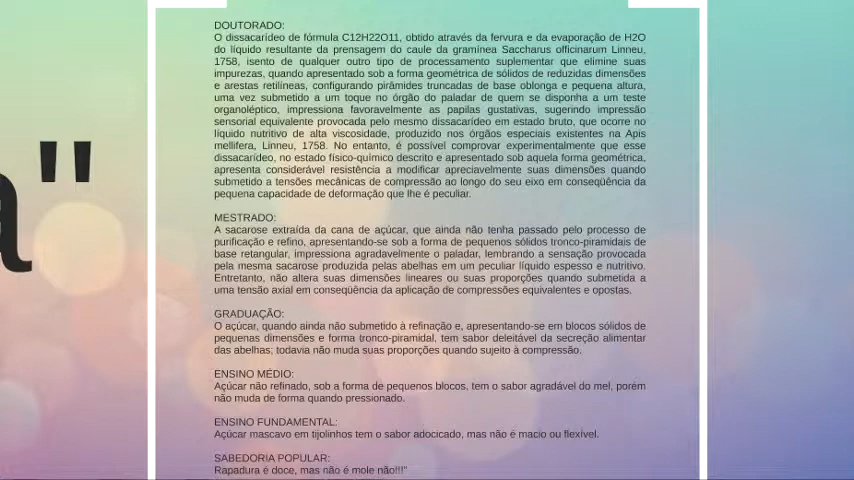 a"
DOUTORADO:
O dissacarídeo de fórmula C12H22O11, obtido através da fervura e da evaporação de H2O
do líquido resultante da prensagem do caule da gramínea Saccharus officinarum Linneu,
1758, isento de qualquer outro tipo de processamento suplementar que elimine suas
impurezas, quando apresentado sob a forma geométrica de sólidos de reduzidas dimensões
e arestas retilíneas, configurando pirâmides truncadas de base oblonga e pequena altura,
uma vez submetido a um toque no órgão do paladar de quem se disponha a um teste
organoléptico, impressiona favoravelmente as papilas gustativas, sugerindo impressão
sensorial equivalente provocada pelo mesmo dissacarídeo em estado bruto, que ocorre no
líquido nutritivo de alta viscosidade, produzido nos órgãos especiais existentes na Apis
mellifera, Linneu, 1758. No entanto, é possível comprovar experimentalmente que esse
dissacarídeo, no estado físico-químico descrito e apresentado sob aquela forma geométrica,
apresenta considerável resistência a modificar apreciavelmente suas dimensões quando
submetido a tensões mecânicas de compressão ao longo do seu eixo em conseqüência da
pequena capacidade de deformação que lhe é peculiar.
MESTRADO:
A sacarose extraída da cana de açúcar, que ainda não tenha passado pelo processo de
purificação e refino, apresentando-se sob a forma de pequenos sólidos tronco-piramidais de
base retangular, impressiona agradavelmente o paladar, lembrando a sensação provocada
pela mesma sacarose produzida pelas abelhas em um peculiar líquido espesso e nutritivo.
Entretanto, não altera suas dimensões lineares ou suas proporções quando submetida a
uma tensão axial em conseqüência da aplicação de compressões equivalentes e opostas.
GRADUAÇÃO:
O açúcar, quando ainda não submetido à refinação e, apresentando-se em blocos sólidos de
pequenas dimensões e forma tronco-piramidal, tem sabor deleitável da secreção alimentar
das abelhas; todavia não muda suas proporções quando sujeito à compressão.
ENSINO MÉDIO:
Açúcar não refinado, sob a forma de pequenos blocos, tem o sabor agradável do mel, porém
não muda de forma quando pressionado.
ENSINO FUNDAMENTAL:
Açúcar mascavo em tijolinhos tem o sabor adocicado, mas não é macio ou flexível.
SABEDORIA POPULAR:
Rapadura é doce, mas não é mole não!!!"